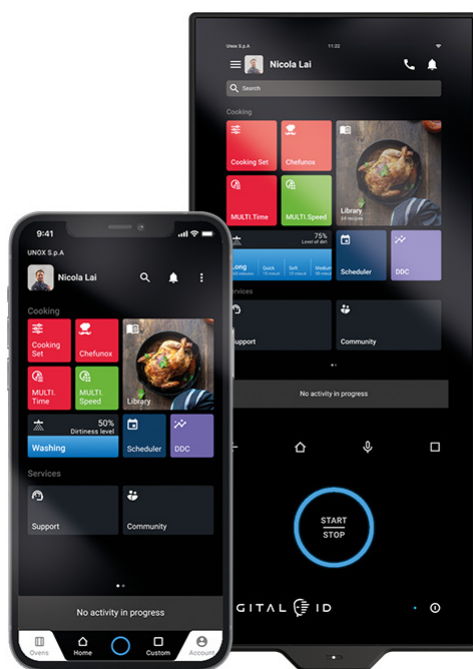 Unox S.p.A
11:22
Nicola Lai
Search
Cooking
Cooking Set
Chefunox
MULTI.Time
MULTI.Speed
Library
75%
Level of dirt
Long
Quick
Soft
Medium
Scheduler
DDC
Services
Support
Community
No activity in progress
START
STOP
GITAL ID
9:41
UNOX S.p.A
Nicola Lai
Cooking
Cooking
Set
Chefunox
MULTI.
Time
MULTI.
Speed
Library
50%
Dirtiness level
Washing
Scheduler
DDC
Services
Support
Community
No activity in progress
Ovens
Home
Custom
Account